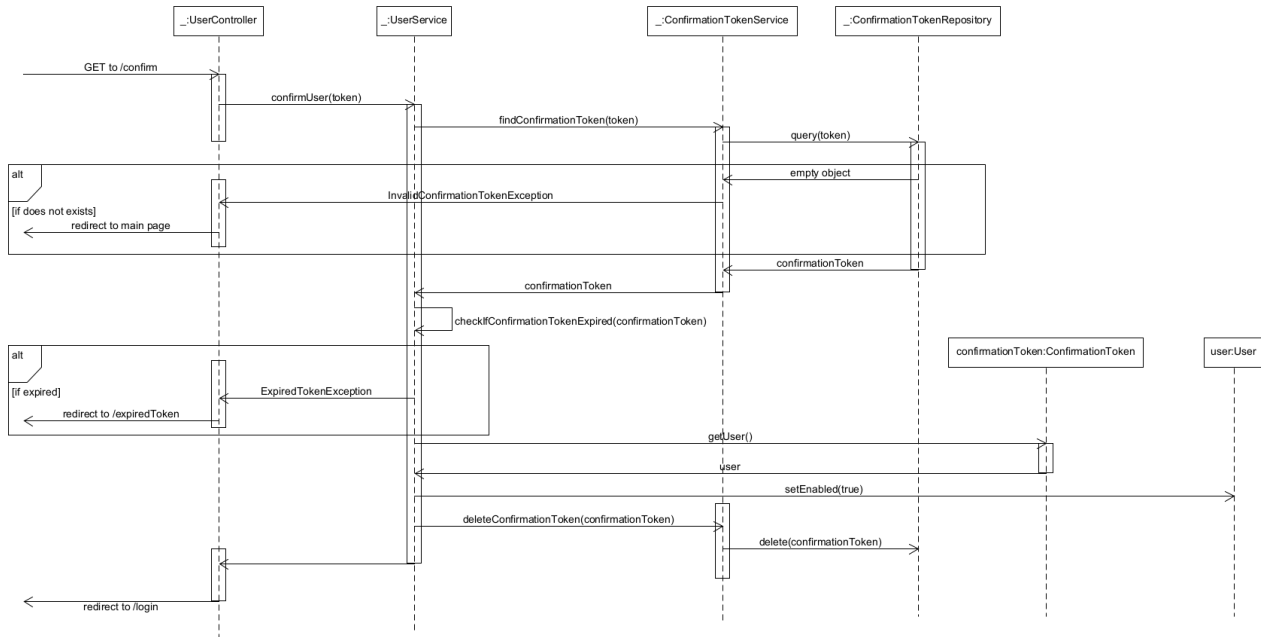 _:UserController
_:UserService
_:ConfirmationTokenService
_:ConfirmationTokenRepository
GET to /confirm
confirmUser(token)
findConfirmationToken(token)
query(token)
alt
empty object
InvalidConfirmationTokenException
[if does not exists]
redirect to main page
confirmationToken
confirmationToken
checkIfConfirmationTokenExpired(confirmationToken)
confirmationToken:ConfirmationToken
user:User
alt
[if expired]
ExpiredTokenException
redirect to /expiredToken
getUser()
user
setEnabled(true)
deleteConfirmationToken(confirmationToken)
delete(confirmationToken)
redirect to /login